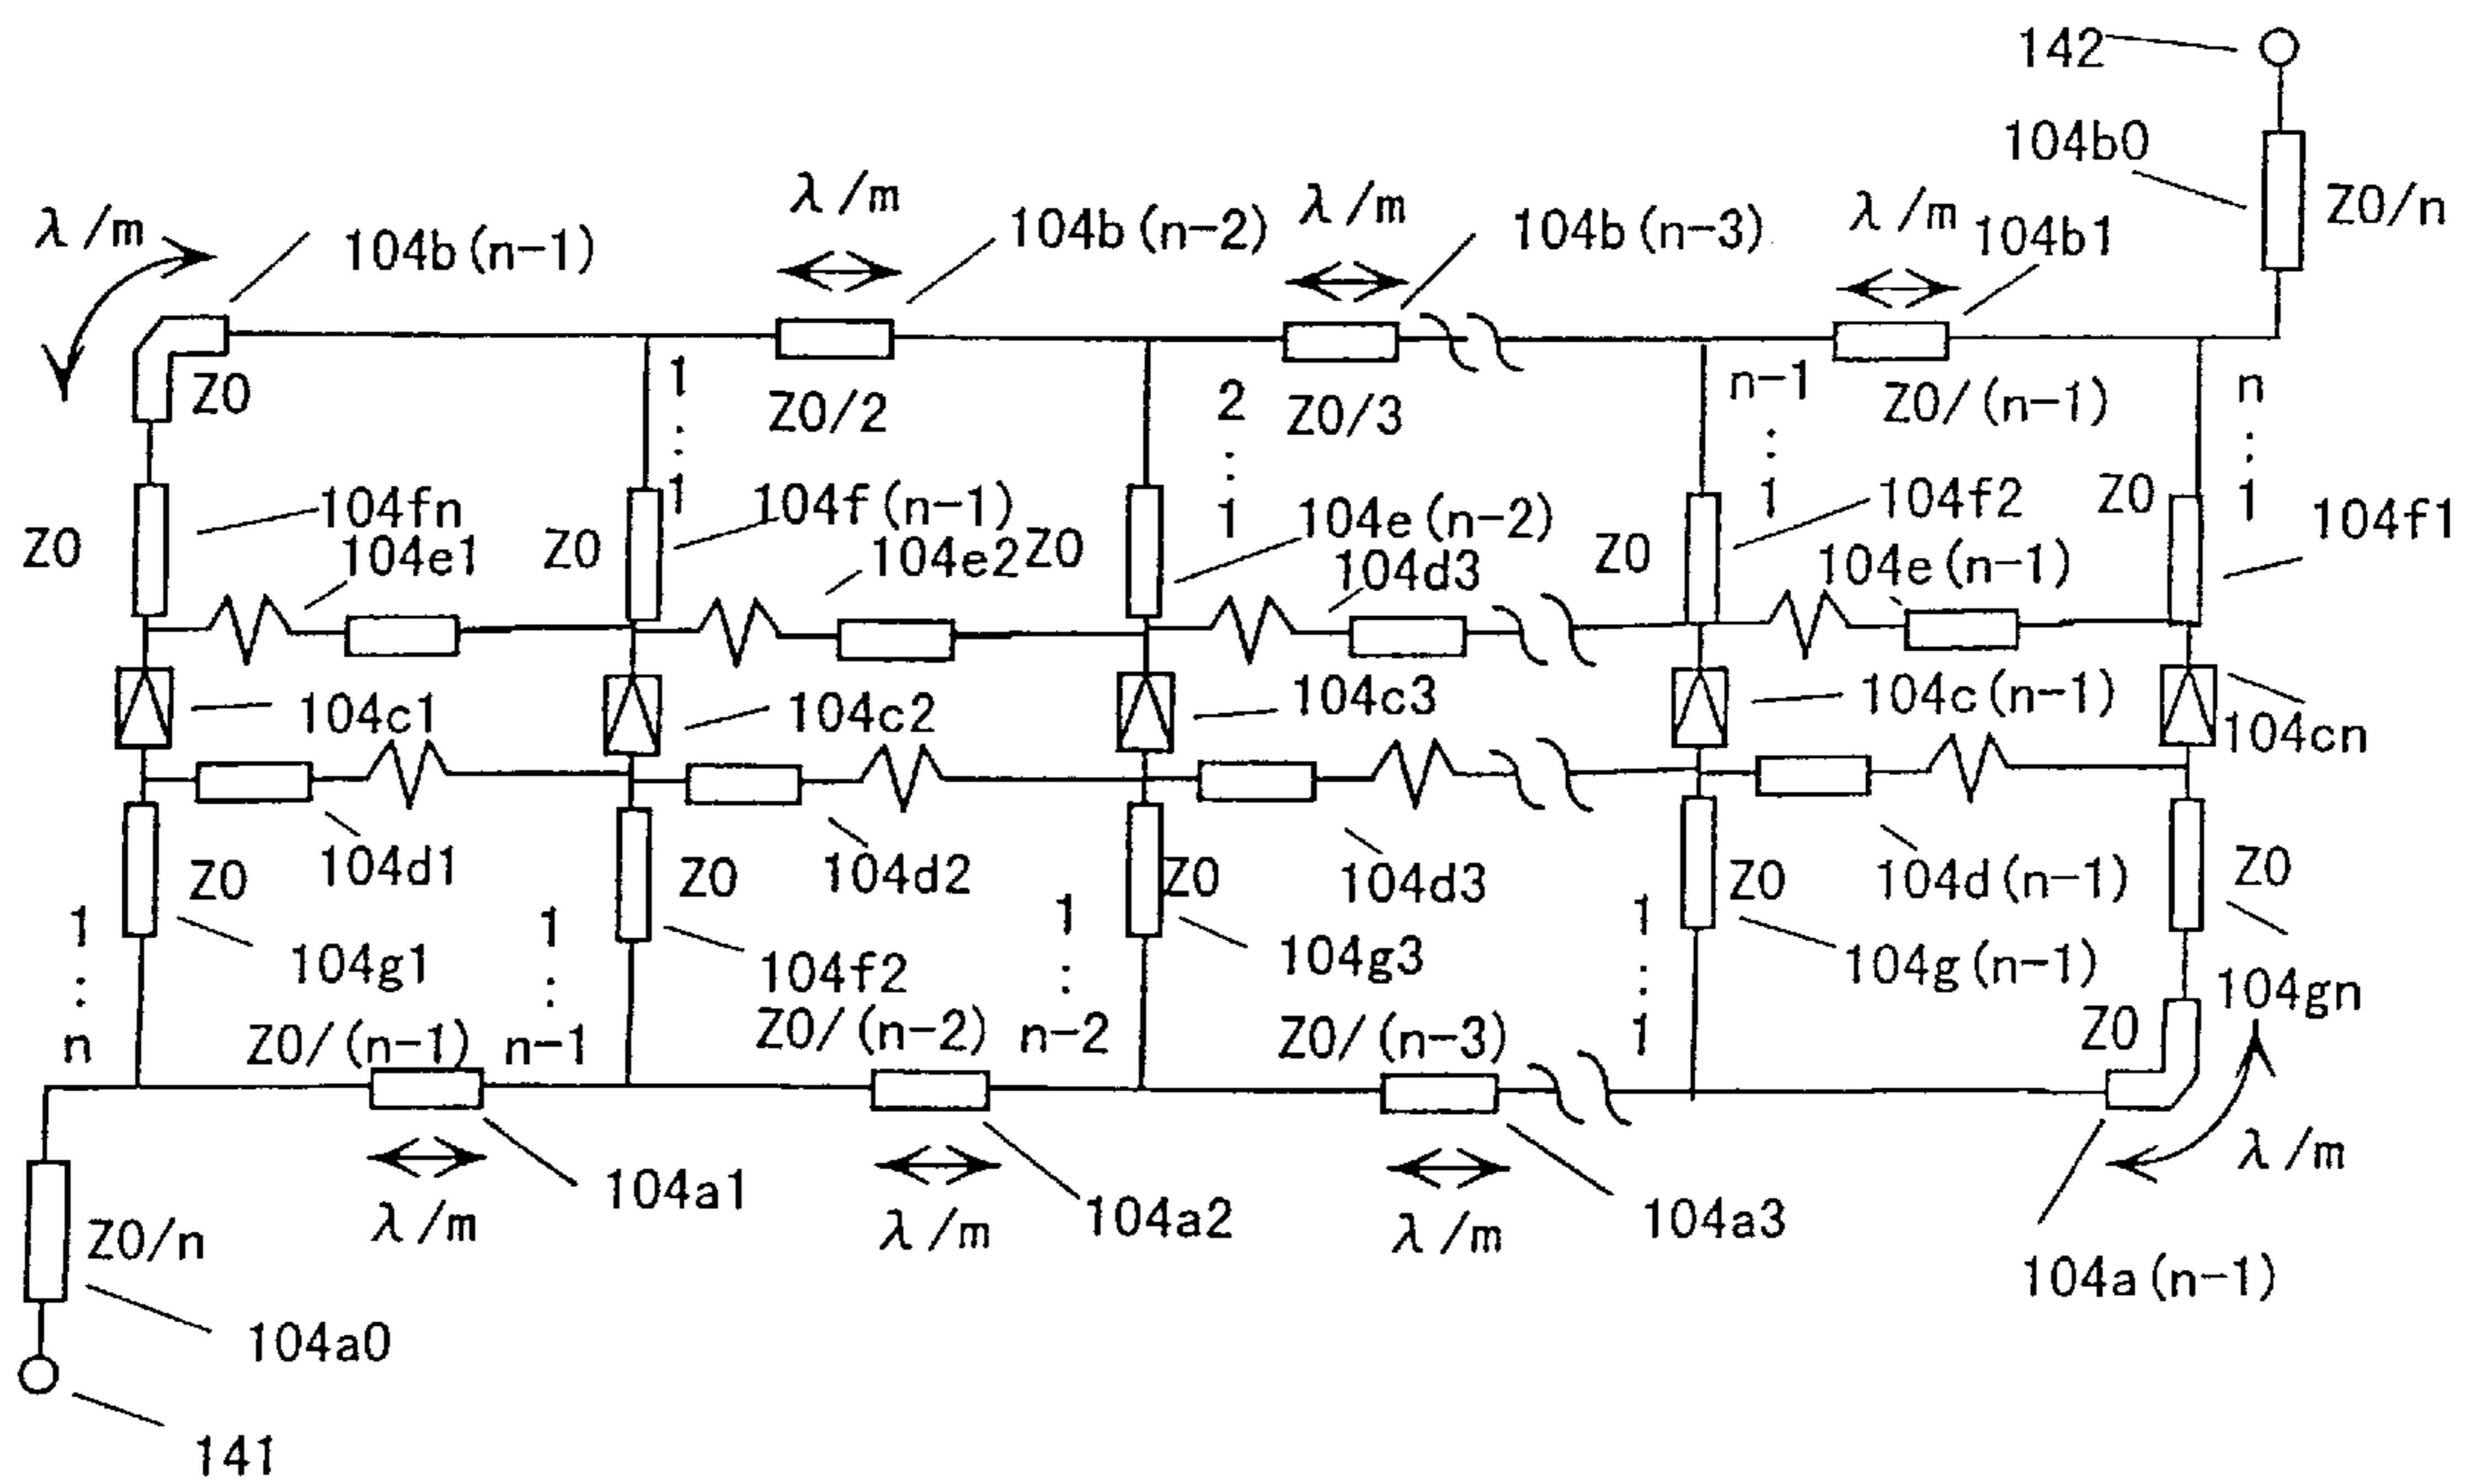 142
104b0
Z0/n
λ/m
104b(n-1)
λ/m
104b(n-2)
λ/m
104b(n-3)
λ/m
104b1
Z0
1
:
1
Z0/2
2
:
1
Z0/3
n-1
:
1
Z0/(n-1)
n
:
1
Z0
104fn
104e1
Z0
104f(n-1)
104e2
Z0
104e(n-2)
104d3
Z0
104f2
104e(n-1)
Z0
104f1
104c1
104c2
104c3
104c(n-1)
104cn
104d1
104d2
104d3
104d(n-1)
Z0
Z0
Z0
Z0
Z0
1
:
n
104g1
1
:
n-1
104f2
1
:
n-2
104g3
1
:
1
104g(n-1)
104gn
Z0/(n-1)
Z0/(n-2)
Z0/(n-3)
Z0
λ/m
104a1
λ/m
104a2
λ/m
104a3
λ/m
104a(n-1)
Z0/n
104a0
141